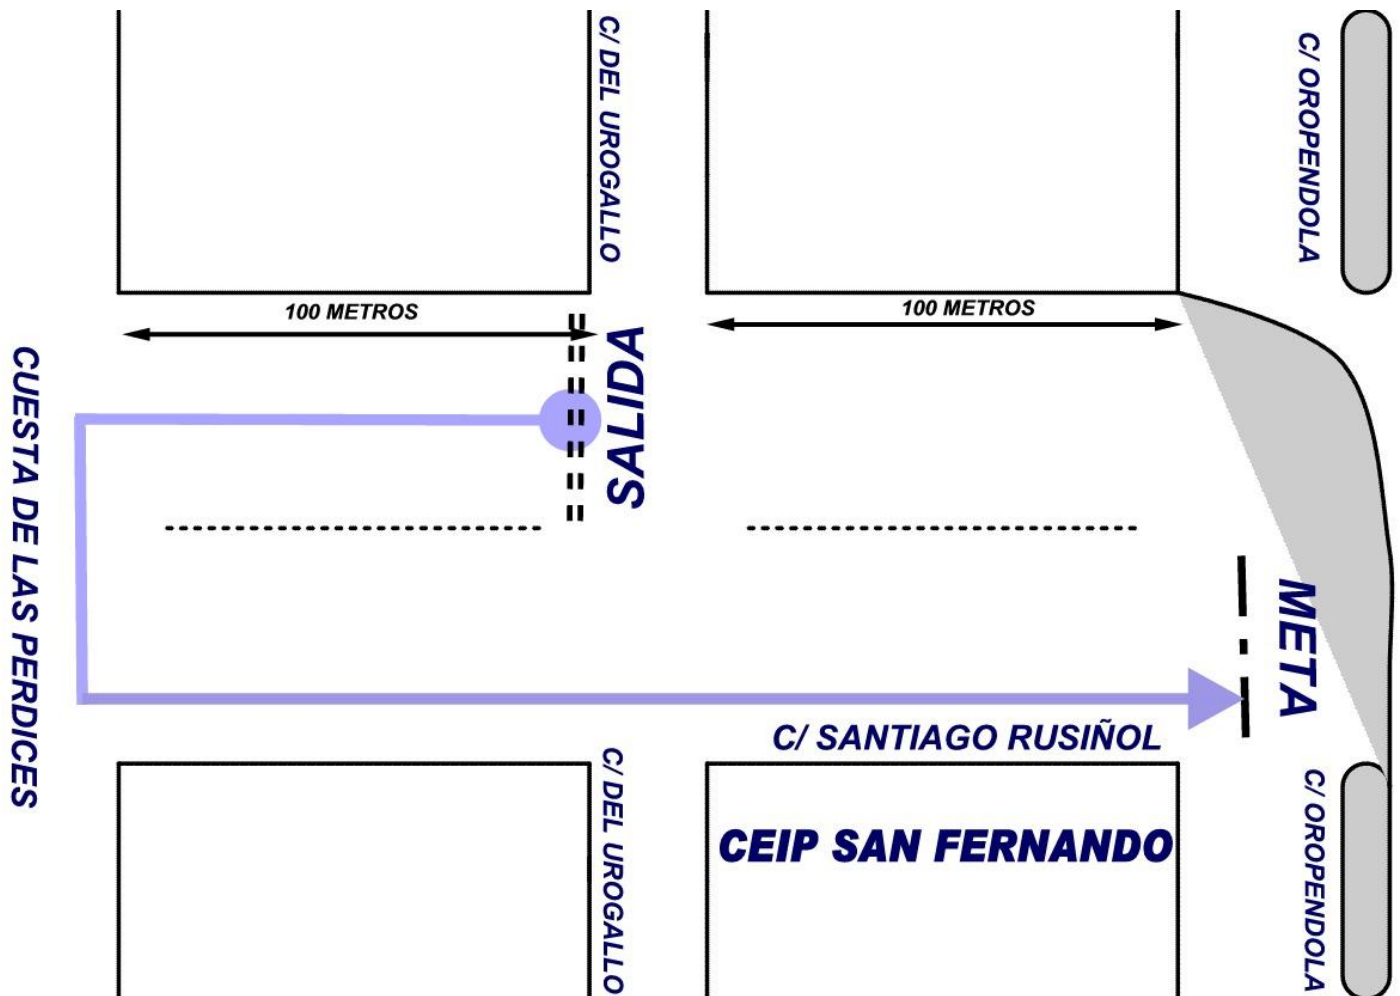 C/ DEL UROGALLO
C/ OROPENDOLA
100 METROS
100 METROS
SALIDA
CUESTA DE LAS PERDICES
META
C/ SANTIAGO RUSIÑOL
C/ DEL UROGALLO
CEIP SAN FERNANDO
C/ OROPENDOLA